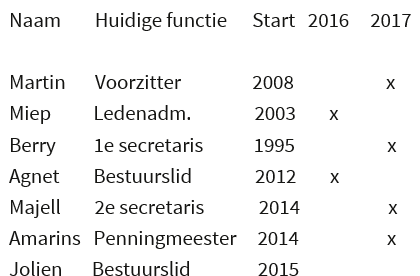 Naam Huidige functie Start 2016 2017
Martin Voorzitter 2008 x
Miep Ledenadm. 2003 x
Berry 1e secretaris 1995 x
Agnet Bestuurslid 2012 x
Majell 2e secretaris 2014 x
Amarins Penningmeester 2014 x
Jolien Bestuurslid 2015